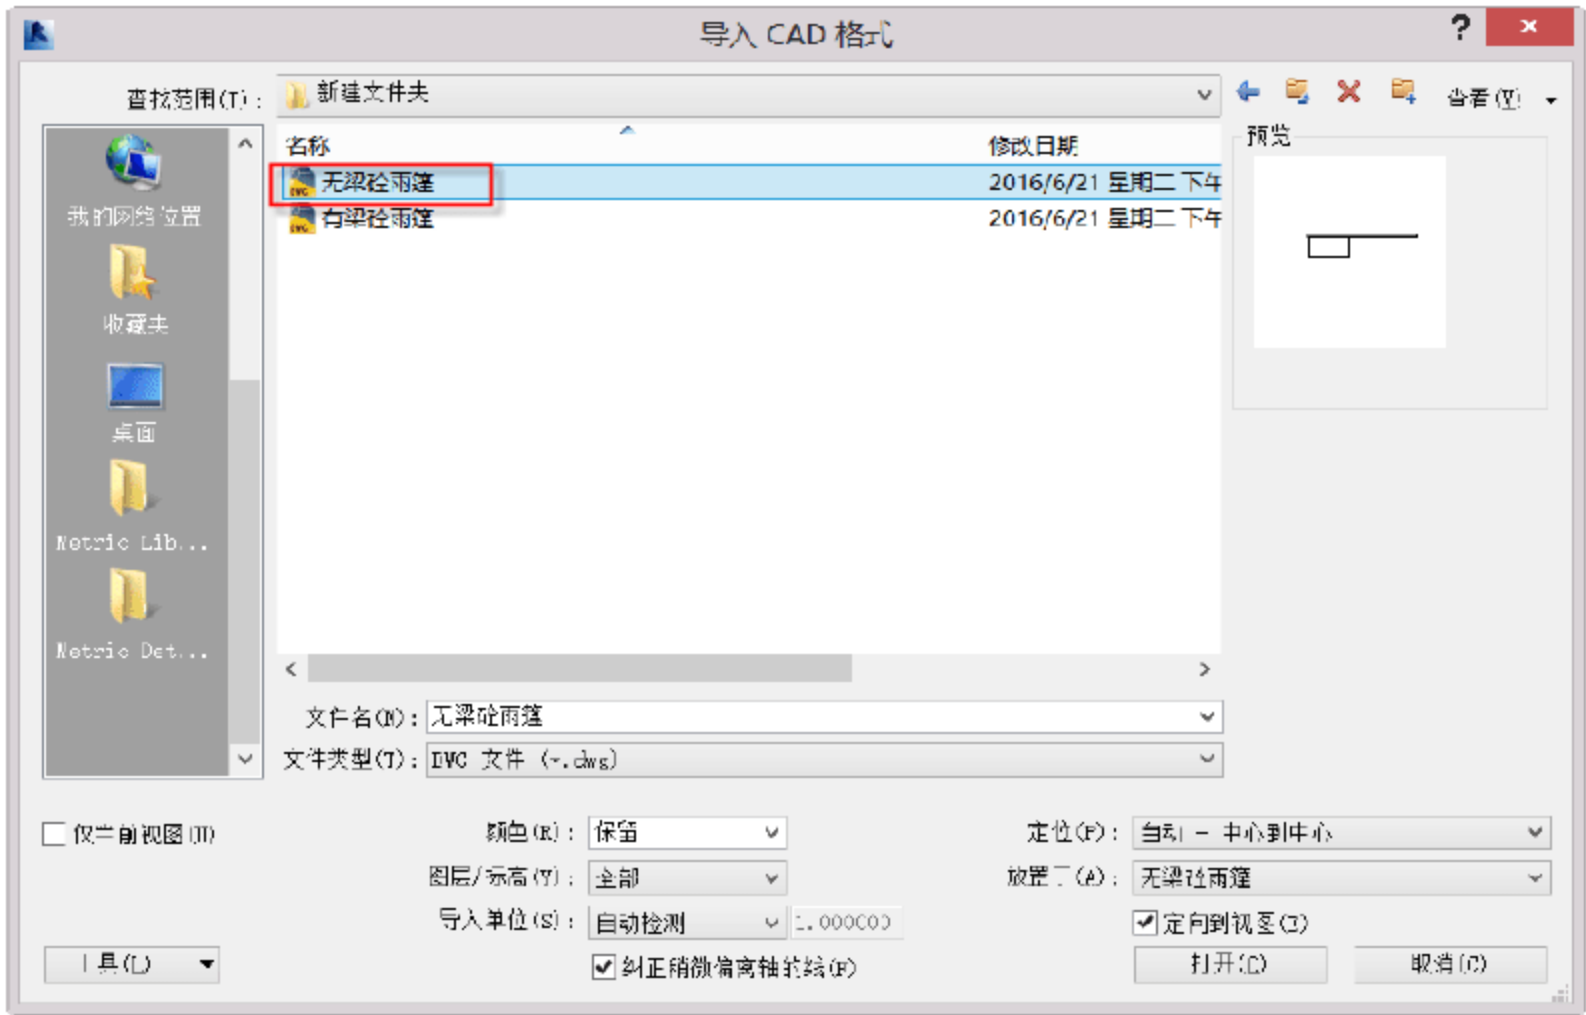 导入 CAD 格式
?
查找范围(I):
新建文件夹
查看(V)
名称
修改日期
预览
无梁砼雨篷
2016/6/21 星期二 下午
有梁砼雨篷
2016/6/21 星期二 下午
我的网络位置
收藏夹
桌面
Metric Lib...
Metric Det...
文件名(N):
无梁砼雨篷
文件类型(T):
DWG 文件 (*.dwg)
仅当前视图(U)
颜色(R):
保留
定位(P):
自动 - 中心到中心
图层/标高(Y):
全部
放置于(A):
无梁砼雨篷
导入单位(S):
自动检测
1.000000
定向到视图(B)
纠正稍微偏离轴的线(F)
工具(L)
打开(O)
取消(C)